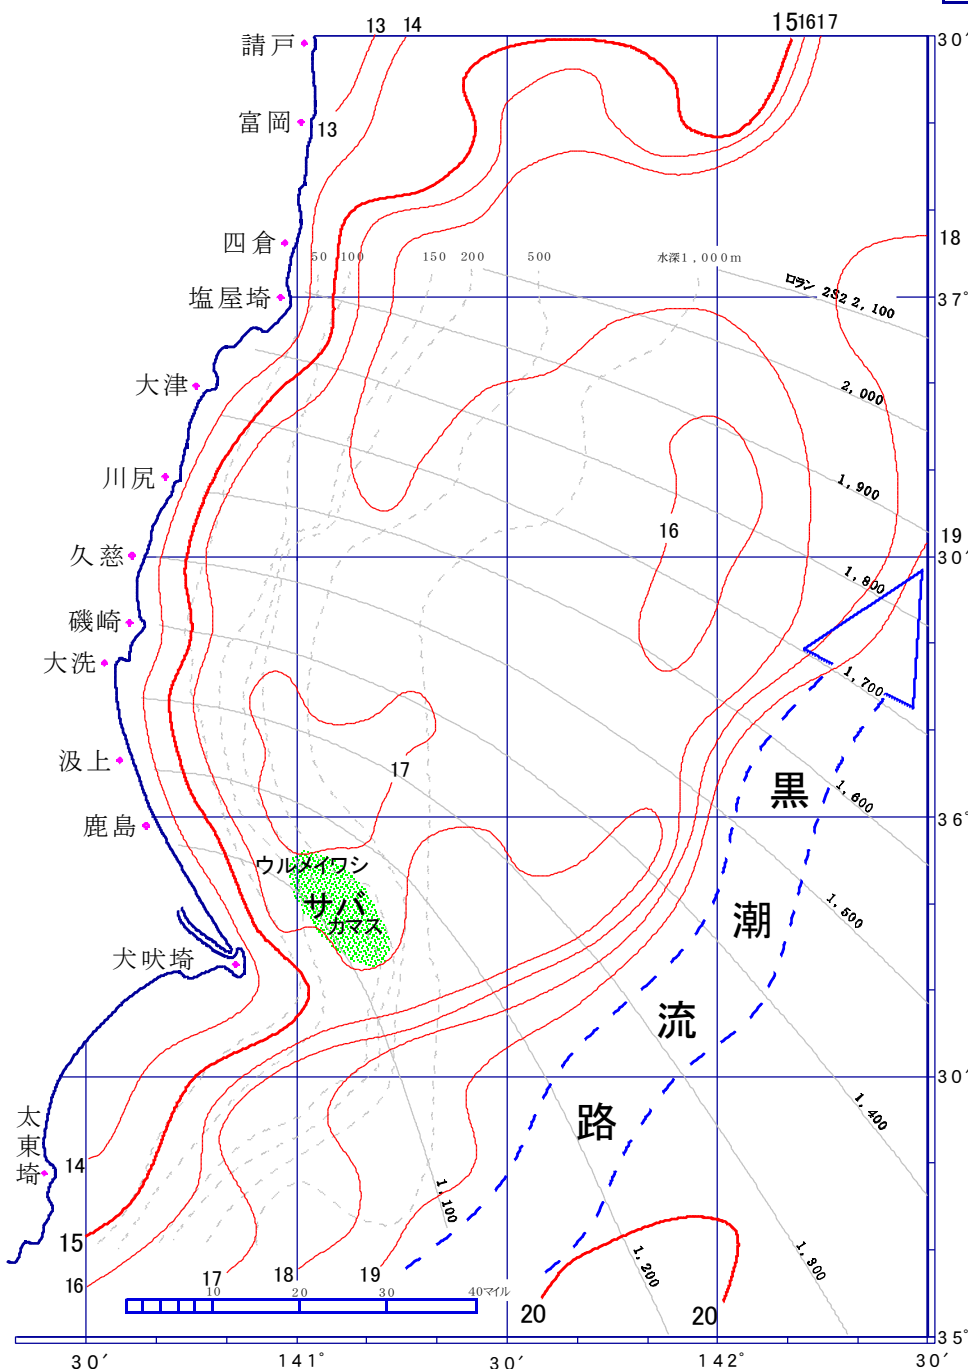 13 14 15 16 17
請戸
30′
富岡
13
四倉
18
50 100 150 200 500 水深1,000m
ロラン 2S2 2,100
塩屋埼
37°
大津
2,000
川尻
1,900
16
19
久慈
30′
1,800
磯崎
大洗
1,700
汲上
17
黒
1,600
鹿島
36°
ウルメイワシ
サバ
カマス
1,500
潮
犬吠埼
流
30′
1,400
路
太東埼
14
1,100
15
1,200
1,300
16
17 18 19
10 20 30 40マイル
20 20
35°
30′ 141° 30′ 142° 30′